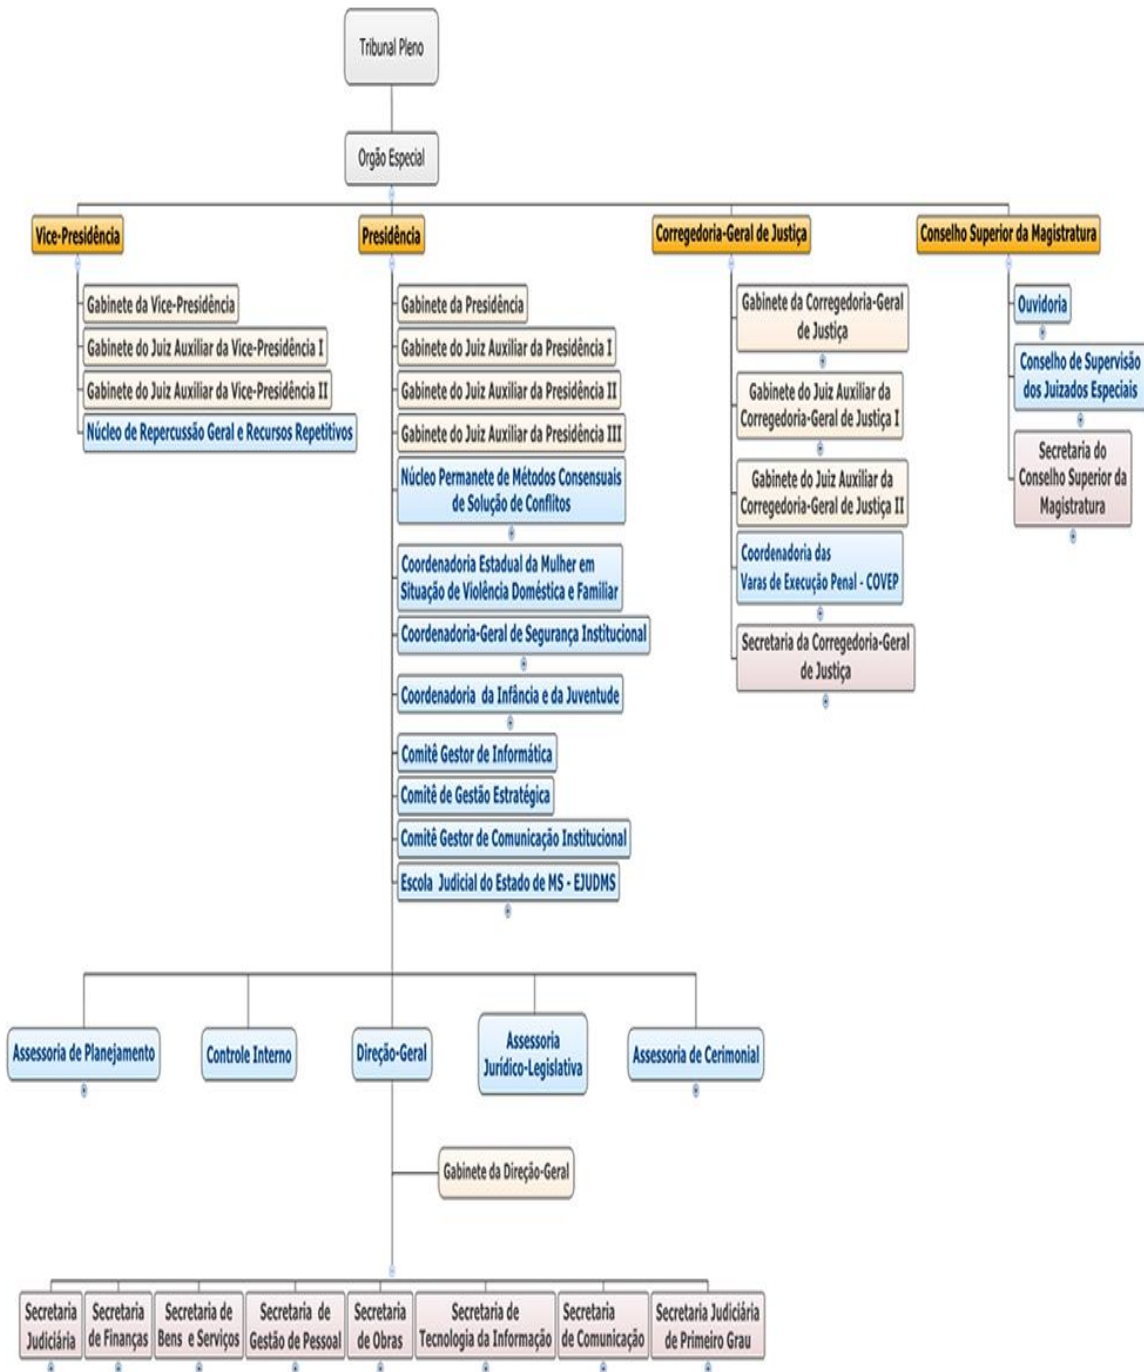 Tribunal Pleno
Orgão Especial
Vice-Presidência
Gabinete da Vice-Presidência
Gabinete do Juiz Auxiliar da Vice-Presidência I
Gabinete do Juiz Auxiliar da Vice-Presidência II
Núcleo de Repercussão Geral e Recursos Repetitivos
Presidência
Gabinete da Presidência
Gabinete do Juiz Auxiliar da Presidência I
Gabinete do Juiz Auxiliar da Presidência II
Gabinete do Juiz Auxiliar da Presidência III
Núcleo Permanete de Métodos Consensuais
de Solução de Conflitos
Coordenadoria Estadual da Mulher em
Situação de Violência Doméstica e Familiar
Coordenadoria-Geral de Segurança Institucional
Coordenadoria da Infância e da Juventude
Comitê Gestor de Informática
Comitê de Gestão Estratégica
Comitê Gestor de Comunicação Institucional
Escola Judicial do Estado de MS - EJUDMS
Corregedoria-Geral de Justiça
Gabinete da Corregedoria-Geral
de Justiça
Gabinete do Juiz Auxiliar da
Corregedoria-Geral de Justiça I
Gabinete do Juiz Auxiliar da
Corregedoria-Geral de Justiça II
Coordenadoria das
Varas de Execução Penal - COVEP
Secretaria da Corregedoria-Geral
de Justiça
Conselho Superior da Magistratura
Ouvidoria
Conselho de Supervisão
dos Juizados Especiais
Secretaria do
Conselho Superior da
Magistratura
Assessoria de Planejamento
Controle Interno
Direção-Geral
Assessoria
Jurídico-Legislativa
Assessoria de Cerimonial
Gabinete da Direção-Geral
Secretaria
Judiciária
Secretaria
de Finanças
Secretaria de
Bens e Serviços
Secretaria de
Gestão de Pessoal
Secretaria
de Obras
Secretaria de
Tecnologia da Informação
Secretaria
de Comunicação
Secretaria Judiciária
de Primeiro Grau